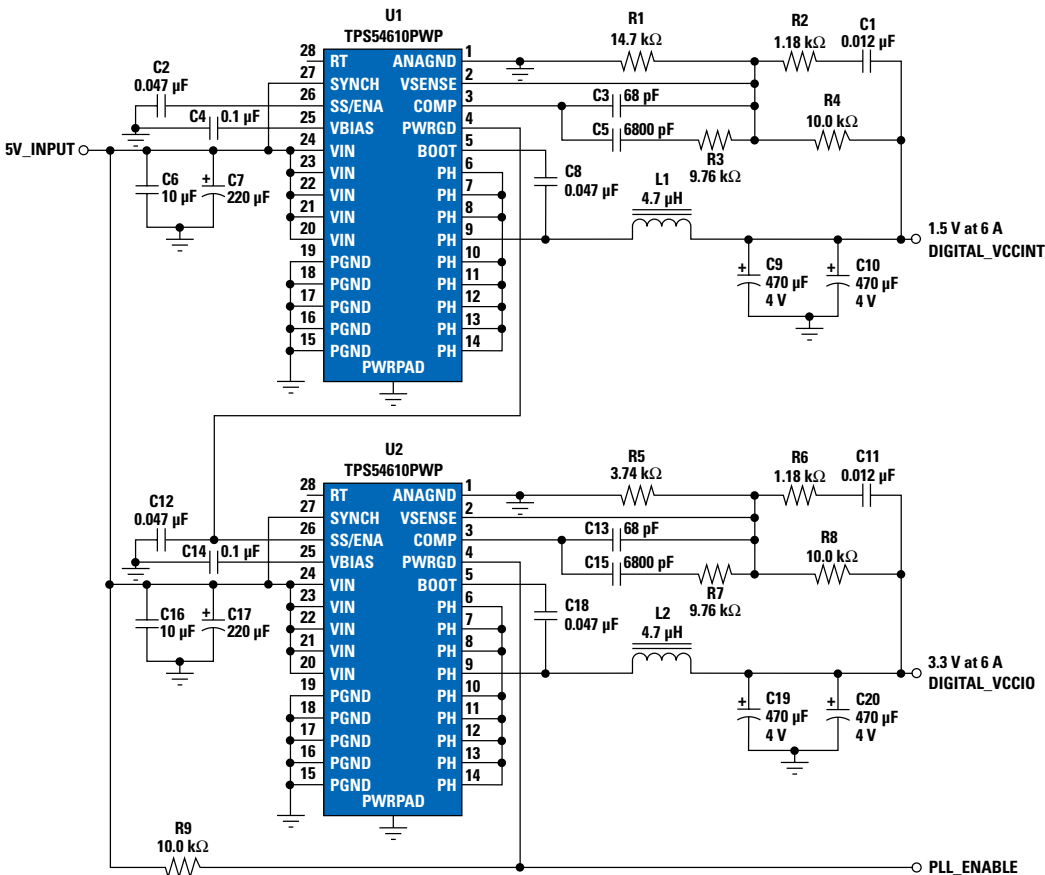 U1
TPS54610PWP
28 RT ANAGND 1
27 SYNCH VSENSE 2
26 SS/ENA COMP 3
25 VBIAS PWRGD 4
24 VIN BOOT 5
23 VIN PH 6
22 VIN PH 7
21 VIN PH 8
20 VIN PH 9
19 PGND PH 10
18 PGND PH 11
17 PGND PH 12
16 PGND PH 13
15 PGND PH 14
PWRPAD
C2
0.047 µF
C4 0.1 µF
5V_INPUT
C6
10 µF
+ C7
220 µF
R1
14.7 kΩ
R2
1.18 kΩ
C1
0.012 µF
C3 68 pF
C5 6800 pF
R3
9.76 kΩ
R4
10.0 kΩ
C8
0.047 µF
L1
4.7 µH
1.5 V at 6 A
DIGITAL_VCCINT
+ C9
470 µF
4 V
+ C10
470 µF
4 V
U2
TPS54610PWP
28 RT ANAGND 1
27 SYNCH VSENSE 2
26 SS/ENA COMP 3
25 VBIAS PWRGD 4
24 VIN BOOT 5
23 VIN PH 6
22 VIN PH 7
21 VIN PH 8
20 VIN PH 9
19 PGND PH 10
18 PGND PH 11
17 PGND PH 12
16 PGND PH 13
15 PGND PH 14
PWRPAD
C12
0.047 µF
C14 0.1 µF
C16
10 µF
+ C17
220 µF
R5
3.74 kΩ
R6
1.18 kΩ
C11
0.012 µF
C13 68 pF
C15 6800 pF
R7
9.76 kΩ
R8
10.0 kΩ
C18
0.047 µF
L2
4.7 µH
3.3 V at 6 A
DIGITAL_VCCIO
+ C19
470 µF
4 V
+ C20
470 µF
4 V
R9
10.0 kΩ
PLL_ENABLE